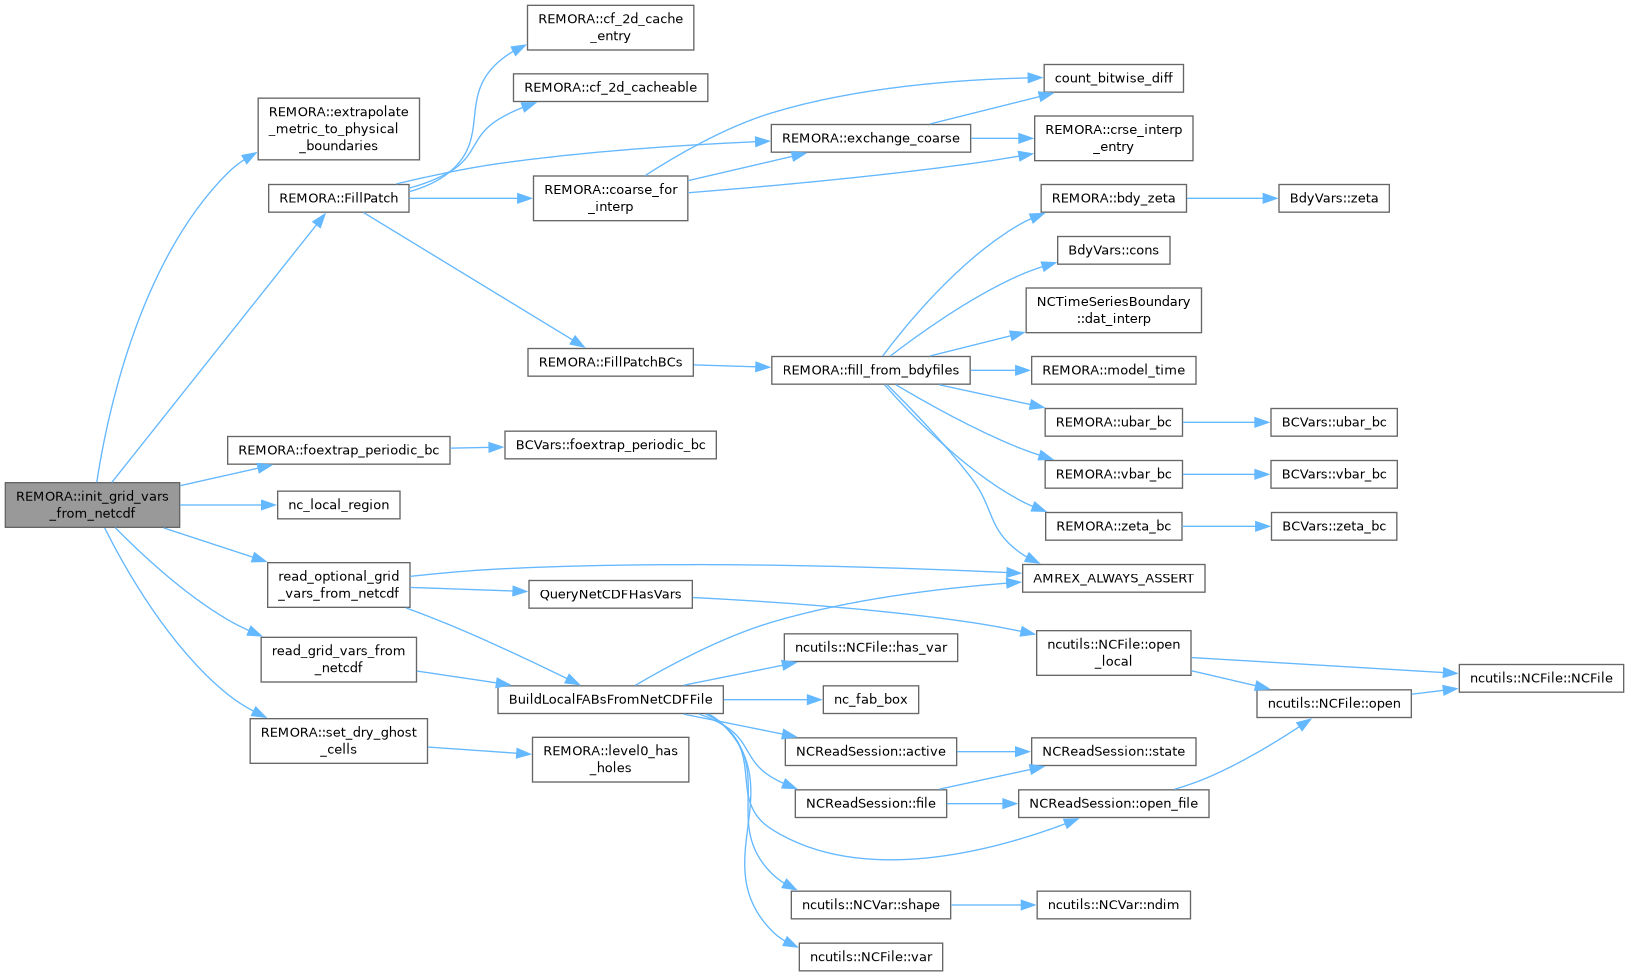 REMORA::init_grid_vars
_from_netcdf
REMORA::extrapolate
_metric_to_physical
_boundaries
REMORA::FillPatch
REMORA::foextrap_periodic_bc
nc_local_region
read_optional_grid
_vars_from_netcdf
read_grid_vars_from
_netcdf
REMORA::set_dry_ghost
_cells
REMORA::cf_2d_cache
_entry
REMORA::cf_2d_cacheable
REMORA::coarse_for
_interp
REMORA::FillPatchBCs
BCVars::foextrap_periodic_bc
QueryNetCDFHasVars
BuildLocalFABsFromNetCDFFile
REMORA::level0_has
_holes
REMORA::exchange_coarse
REMORA::fill_from_bdyfiles
ncutils::NCFile::has_var
nc_fab_box
NCReadSession::active
NCReadSession::file
ncutils::NCVar::shape
ncutils::NCFile::var
count_bitwise_diff
REMORA::crse_interp
_entry
REMORA::bdy_zeta
BdyVars::cons
NCTimeSeriesBoundary
::dat_interp
REMORA::model_time
REMORA::ubar_bc
REMORA::vbar_bc
REMORA::zeta_bc
AMREX_ALWAYS_ASSERT
ncutils::NCFile::open
_local
NCReadSession::state
NCReadSession::open_file
ncutils::NCVar::ndim
BdyVars::zeta
BCVars::ubar_bc
BCVars::vbar_bc
BCVars::zeta_bc
ncutils::NCFile::open
ncutils::NCFile::NCFile